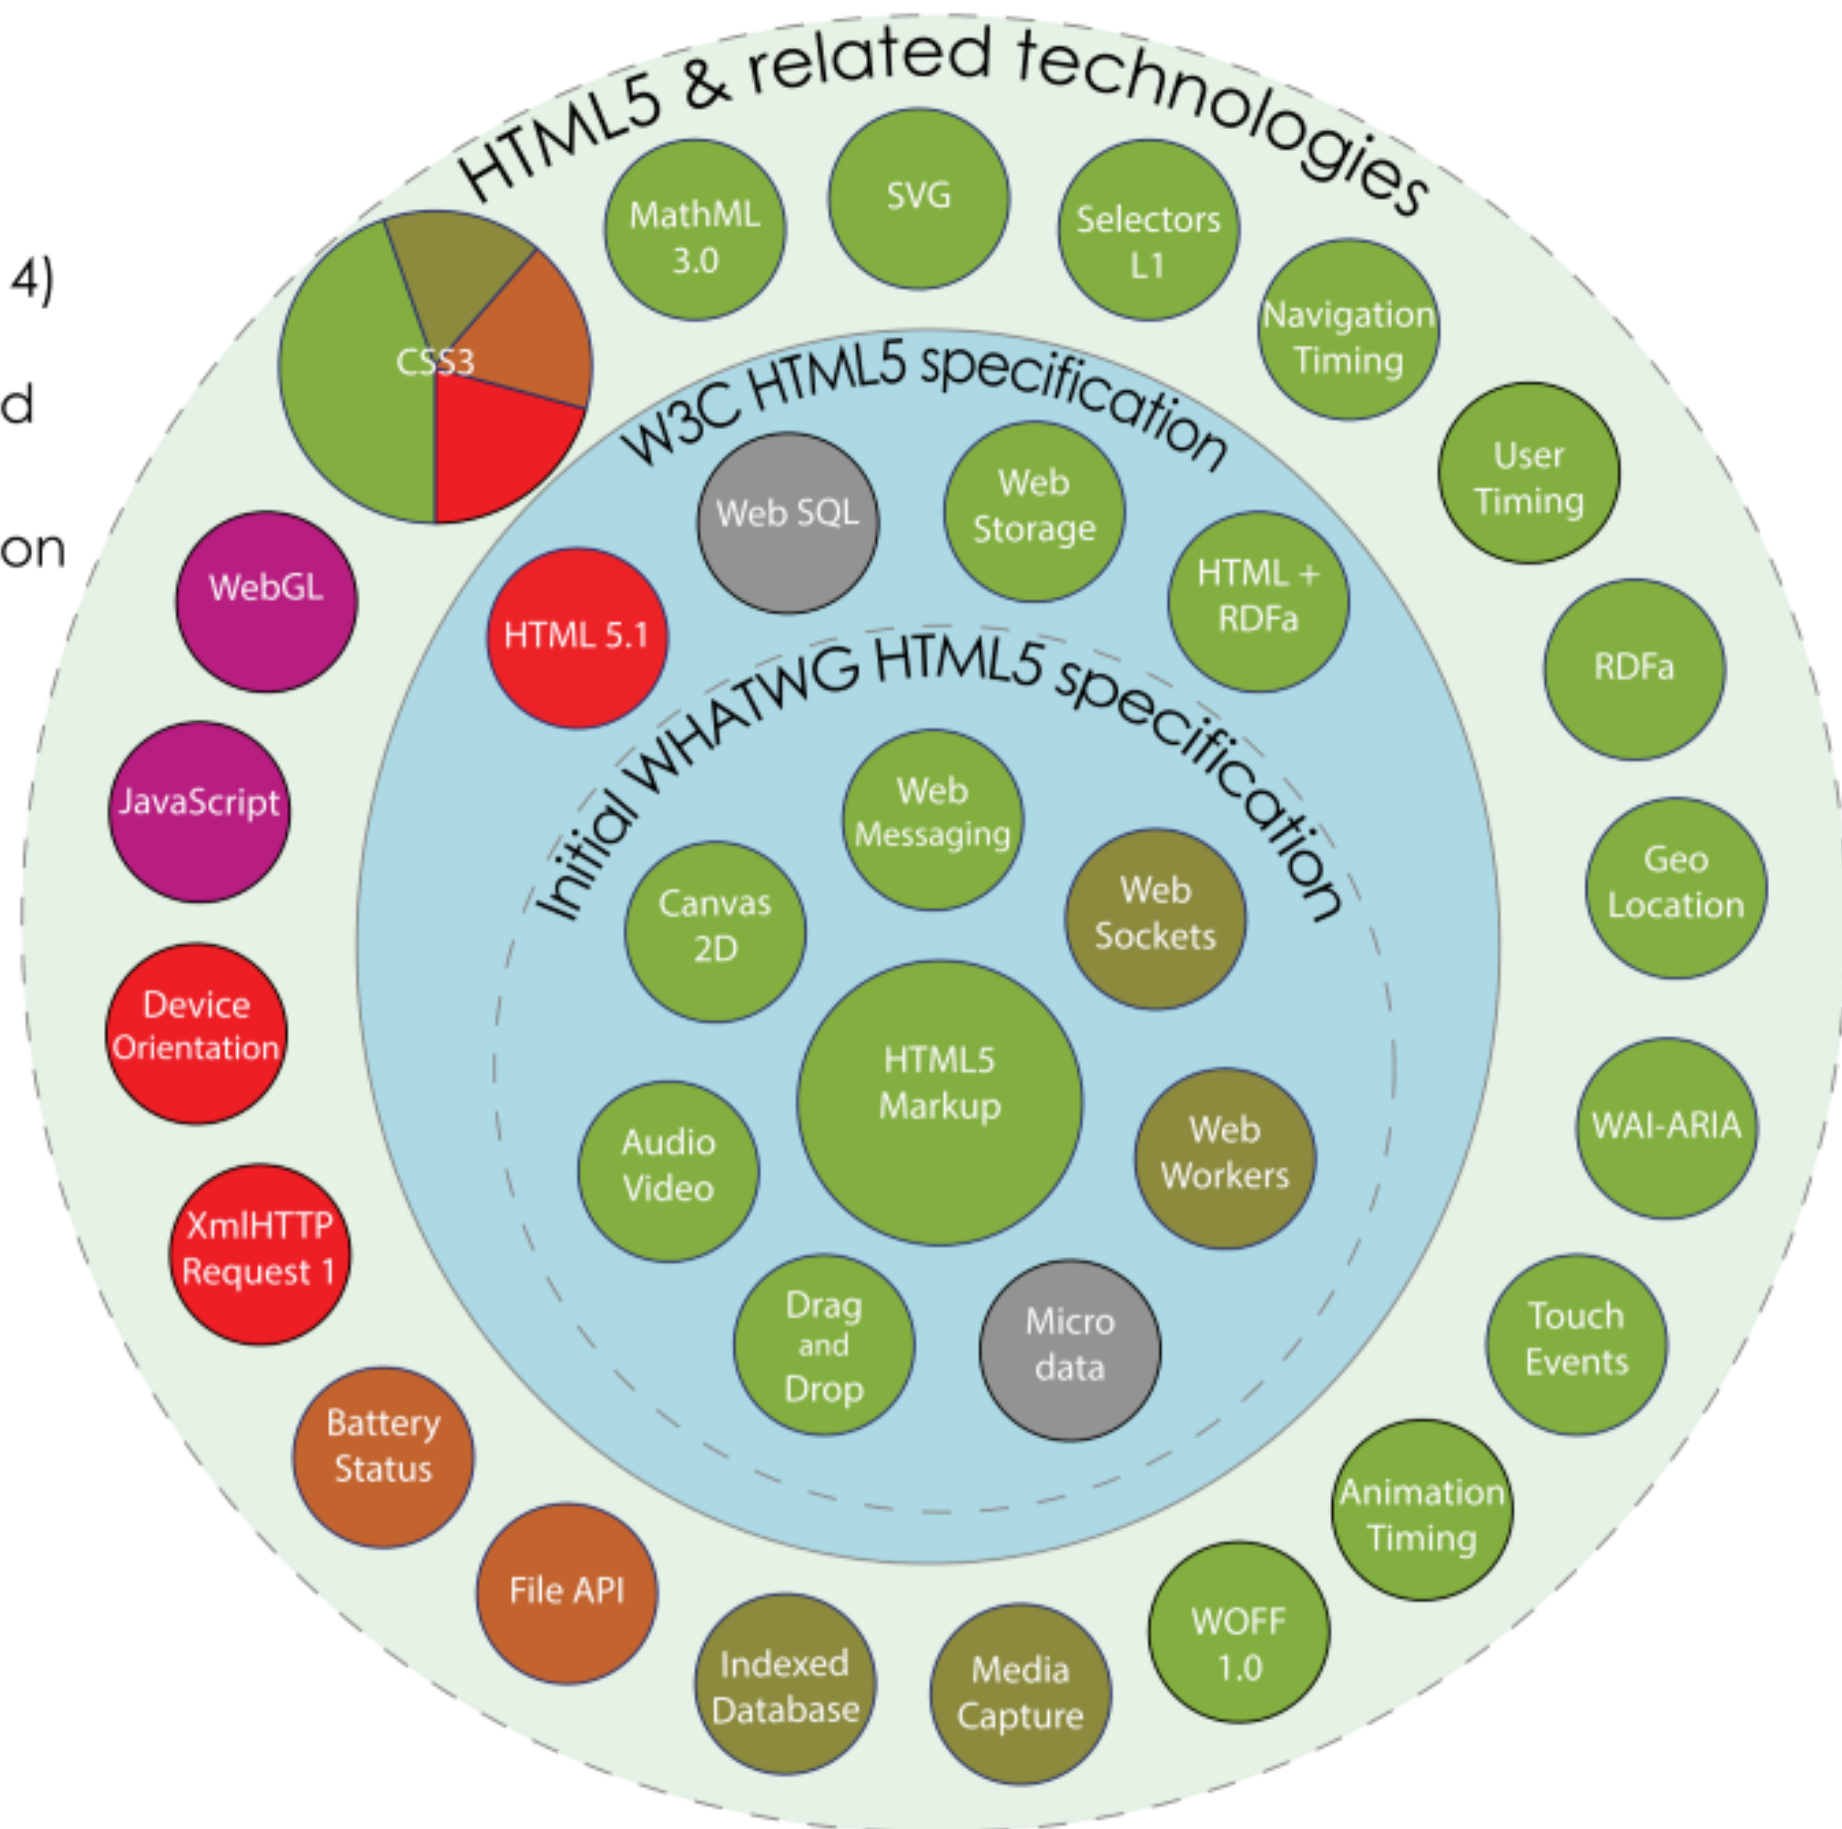 HTML5 & related technologies
4)
d
on
MathML
3.0
SVG
Selectors
L1
Navigation
Timing
User
Timing
RDFa
Geo
Location
WAI-ARIA
Touch
Events
Animation
Timing
WOFF
1.0
Media
Capture
Indexed
Database
File API
Battery
Status
XmlHTTP
Request 1
Device
Orientation
JavaScript
WebGL
CSS3
W3C HTML5 specification
HTML 5.1
Web SQL
Web
Storage
HTML +
RDFa
Initial WHATWG HTML5 specification
Web
Messaging
Web
Sockets
Web
Workers
Micro
data
Drag
and
Drop
Audio
Video
Canvas
2D
HTML5
Markup